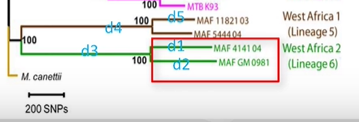 100 MTB K93
d5 MAF 11821 03 West Africa 1
100
d4 MAF 5444 04 (Lineage 5)
100 d1 MAF 4141 04 West Africa 2
d3
100 d2 MAF GM 0981 (Lineage 6)
M. canettii
200 SNPs